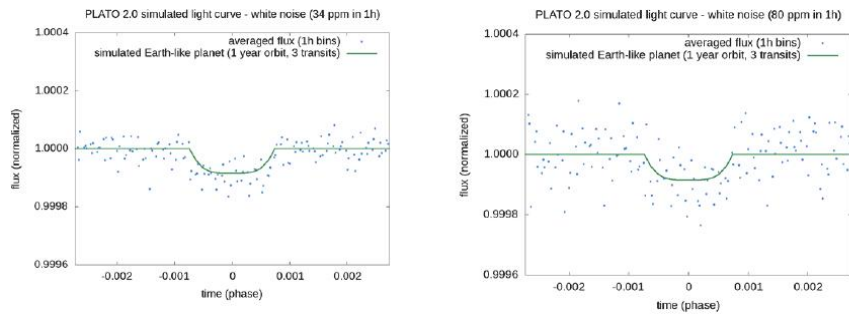 PLATO 2.0 simulated light curve - white noise (34 ppm in 1h)
1.0004
averaged flux (1h bins)
simulated Earth-like planet (1 year orbit, 3 transits)
1.0002
1.0000
0.9998
0.9996
flux (normalized)
-0.002 -0.001 0 0.001 0.002
time (phase)
PLATO 2.0 simulated light curve - white noise (80 ppm in 1h)
1.0004
averaged flux (1h bins)
simulated Earth-like planet (1 year orbit, 3 transits)
1.0002
1.0000
0.9998
0.9996
flux (normalized)
-0.002 -0.001 0 0.001 0.002
time (phase)